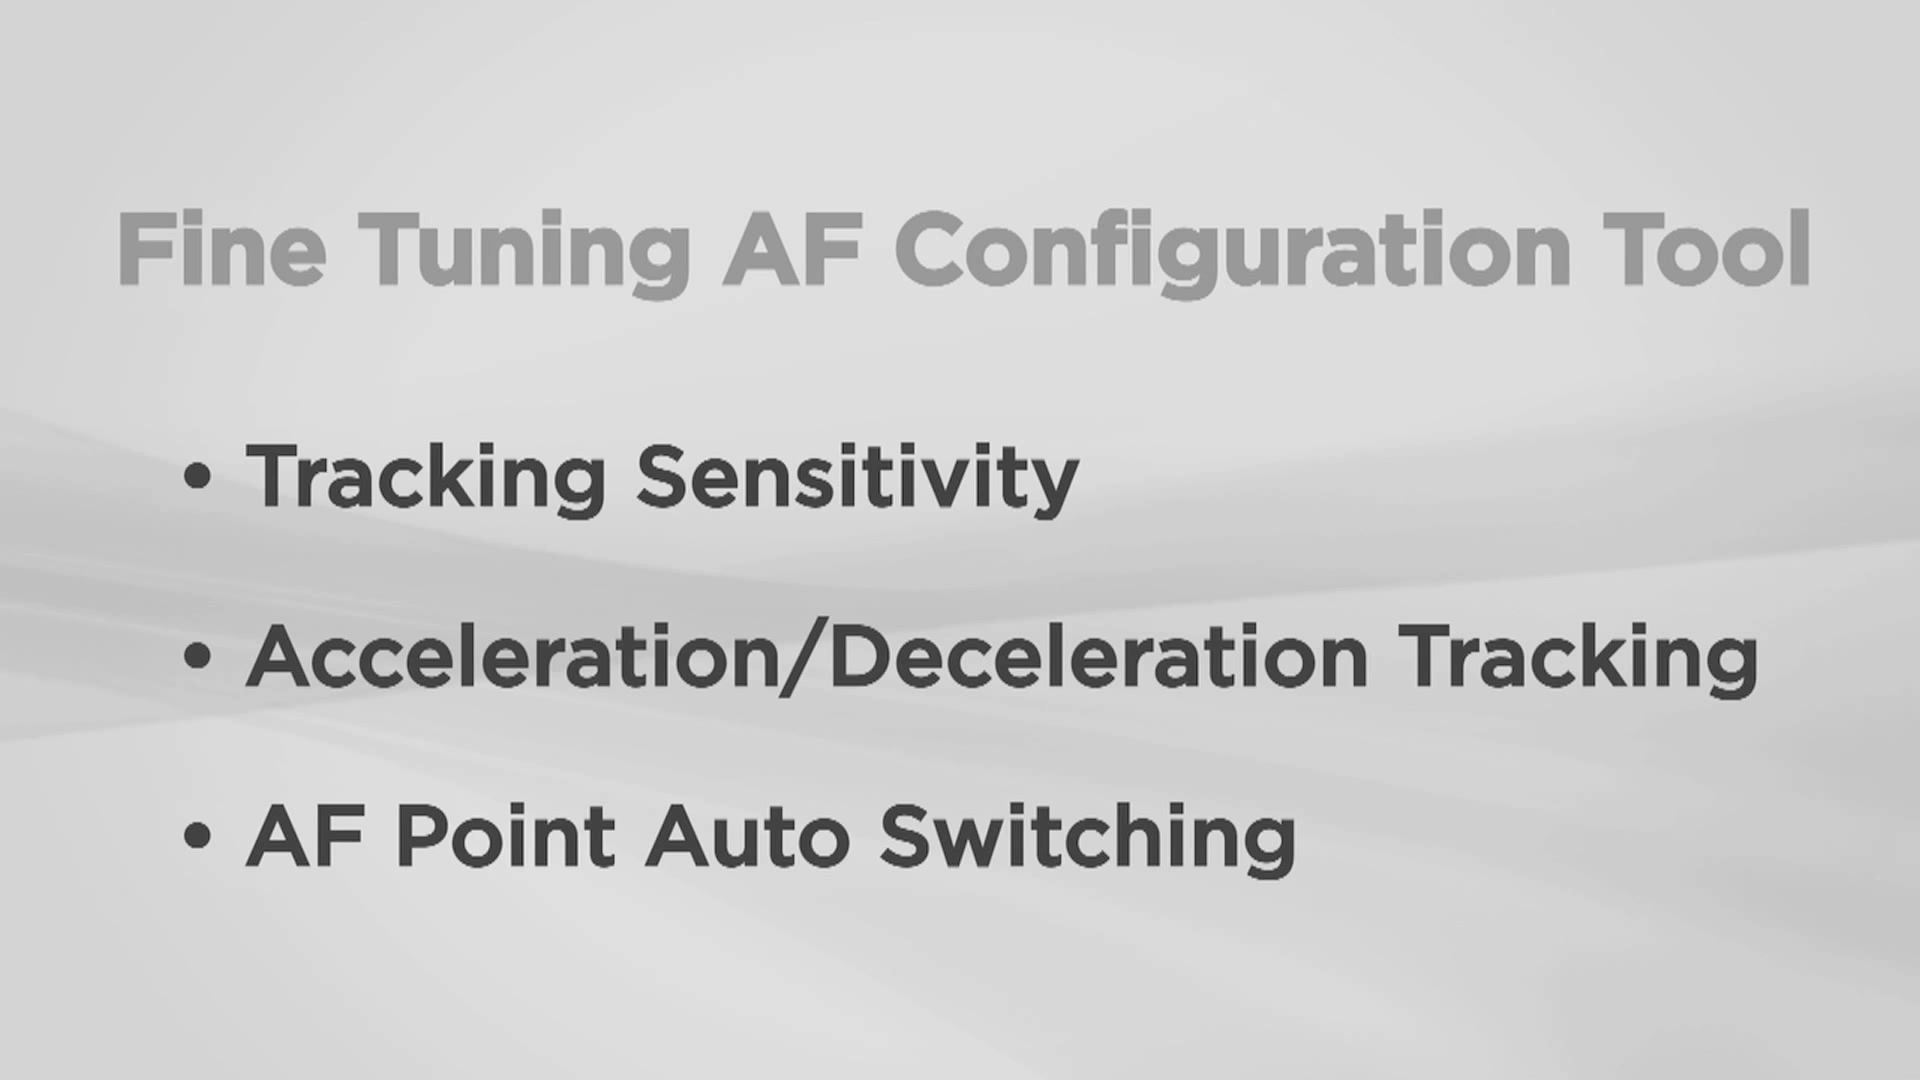 Fine Tuning AF Configuration Tool
• Tracking Sensitivity
• Acceleration/Deceleration Tracking
• AF Point Auto Switching